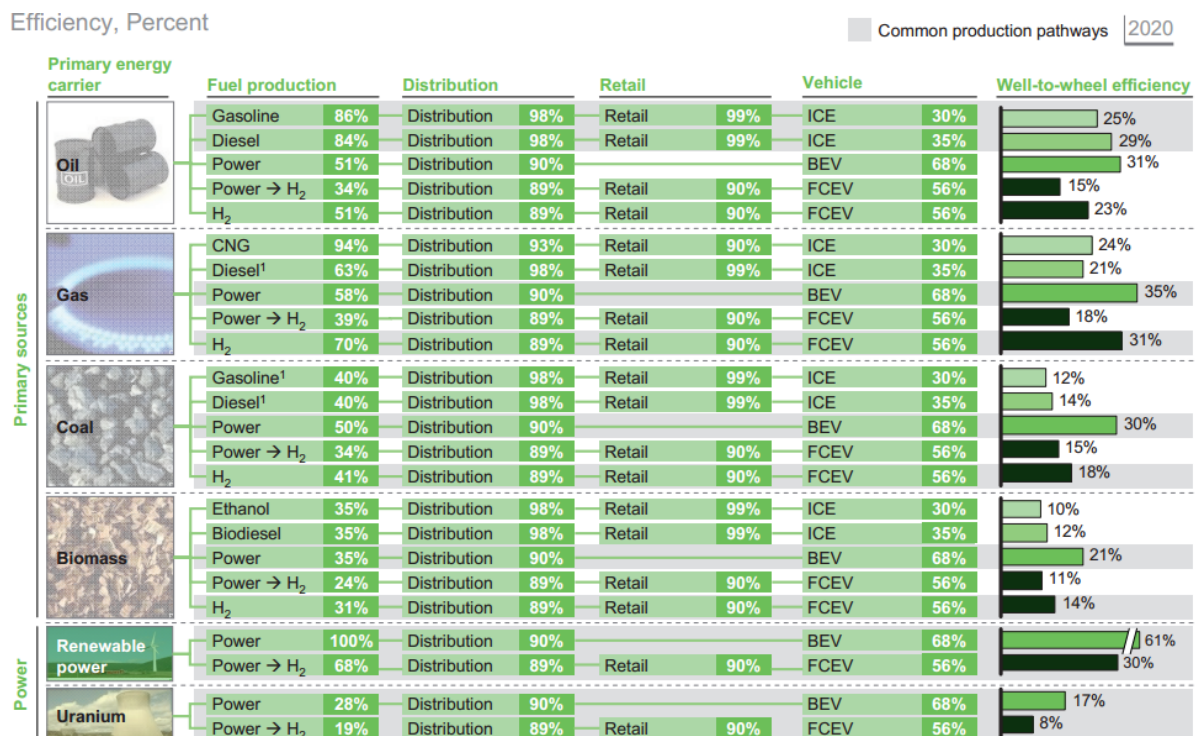 Efficiency, Percent
Common production pathways 2020
Primary energy carrier Fuel production Distribution Retail Vehicle Well-to-wheel efficiency
Primary sources
Oil
OIL
Gasoline 86% Distribution 98% Retail 99% ICE 30% 25%
Diesel 84% Distribution 98% Retail 99% ICE 35% 29%
Power 51% Distribution 90% BEV 68% 31%
Power → H₂ 34% Distribution 89% Retail 90% FCEV 56% 15%
H₂ 51% Distribution 89% Retail 90% FCEV 56% 23%
Gas
CNG 94% Distribution 93% Retail 90% ICE 30% 24%
Diesel¹ 63% Distribution 98% Retail 99% ICE 35% 21%
Power 58% Distribution 90% BEV 68% 35%
Power → H₂ 39% Distribution 89% Retail 90% FCEV 56% 18%
H₂ 70% Distribution 89% Retail 90% FCEV 56% 31%
Coal
Gasoline¹ 40% Distribution 98% Retail 99% ICE 30% 12%
Diesel¹ 40% Distribution 98% Retail 99% ICE 35% 14%
Power 50% Distribution 90% BEV 68% 30%
Power → H₂ 34% Distribution 89% Retail 90% FCEV 56% 15%
H₂ 41% Distribution 89% Retail 90% FCEV 56% 18%
Biomass
Ethanol 35% Distribution 98% Retail 99% ICE 30% 10%
Biodiesel 35% Distribution 98% Retail 99% ICE 35% 12%
Power 35% Distribution 90% BEV 68% 21%
Power → H₂ 24% Distribution 89% Retail 90% FCEV 56% 11%
H₂ 31% Distribution 89% Retail 90% FCEV 56% 14%
Power
Renewable power
Power 100% Distribution 90% BEV 68% 61%
Power → H₂ 68% Distribution 89% Retail 90% FCEV 56% 30%
Uranium
Power 28% Distribution 90% BEV 68% 17%
Power → H₂ 19% Distribution 89% Retail 90% FCEV 56% 8%